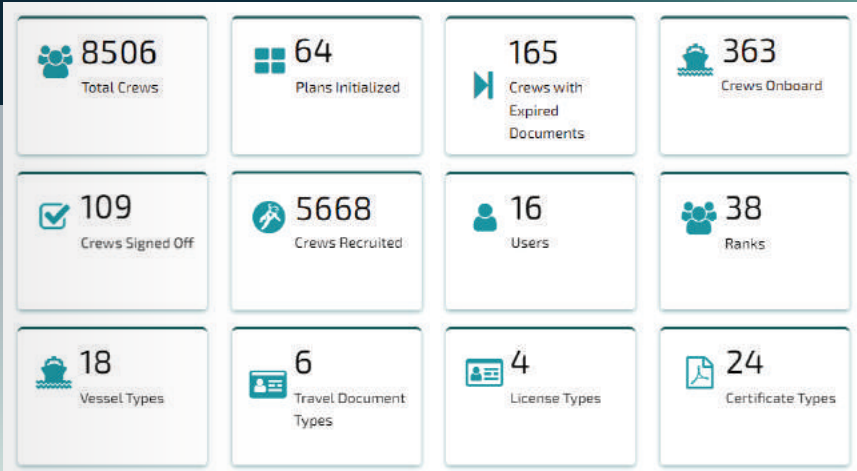 8506
Total Crews
64
Plans Initialized
165
Crews with
Expired
Documents
363
Crews Onboard
109
Crews Signed Off
5668
Crews Recruited
16
Users
38
Ranks
18
Vessel Types
6
Travel Document
Types
4
License Types
24
Certificate Types